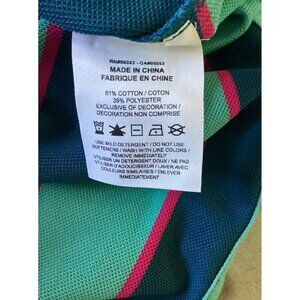 RN#56323 - CA#05553
MADE IN CHINA
FABRIQUE EN CHINE
61% COTTON / COTON
39% POLYESTER
EXCLUSIVE OF DECORATION /
DECORATION NON COMPRISE
USE MILD DETERGENT / DO NOT USE
SOFTENERS / WASH WITH LIKE COLORS /
REMOVE IMMEDIATELY
UTILISER UN DETERGENT DOUX / NE PAS
UTILISER D'ADOUCISSEUR / LAVER AVEC
COULEURS SIMILAIRES / ENLEVER
IMMEDIATEMENT